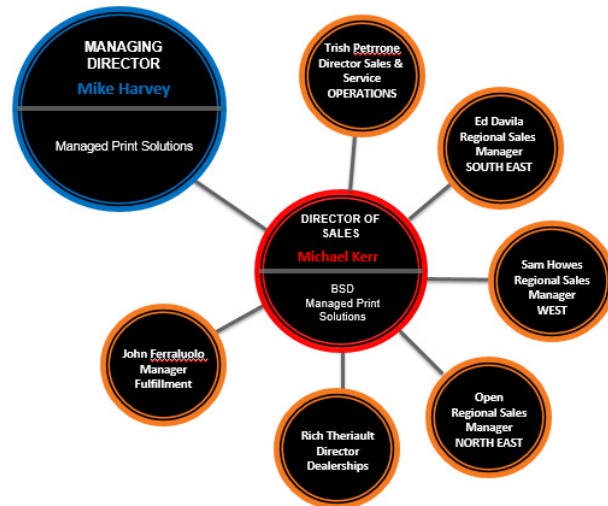 MANAGING
DIRECTOR
Mike Harvey
Managed Print Solutions
Trish Petrrone
Director Sales &
Service
OPERATIONS
Ed Davila
Regional Sales
Manager
SOUTH EAST
DIRECTOR OF
SALES
Michael Kerr
BSD
Managed Print
Solutions
Sam Howes
Regional Sales
Manager
WEST
John Ferraluolo
Manager
Fulfillment
Open
Regional Sales
Manager
NORTH EAST
Rich Theriault
Director
Dealerships